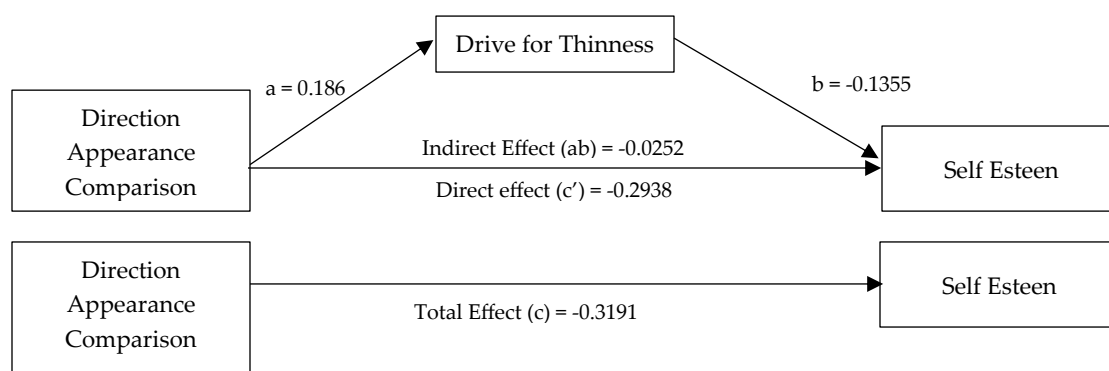 Drive for Thinness
a = 0.186
b = -0.1355
Direction
Appearance
Comparison
Indirect Effect (ab) = -0.0252
Direct effect (c’) = -0.2938
Self Esteen
Direction
Appearance
Comparison
Total Effect (c) = -0.3191
Self Esteen